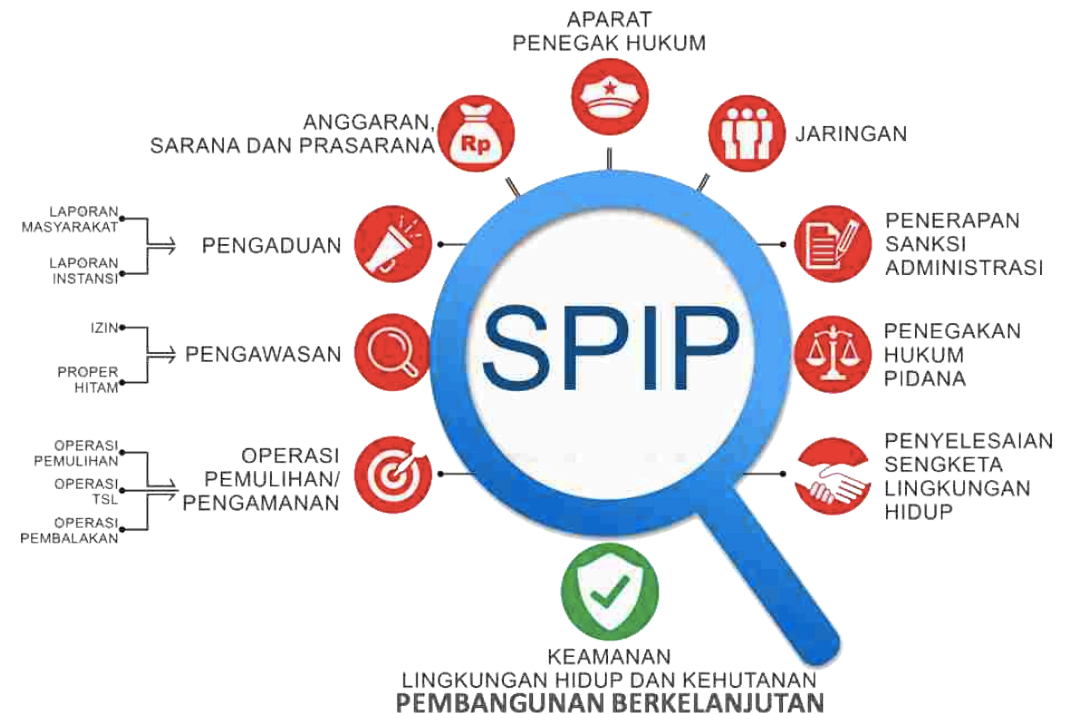 APARAT
PENEGAK HUKUM
ANGGARAN,
SARANA DAN PRASARANA
Rp
JARINGAN
LAPORAN
MASYARAKAT
LAPORAN
INSTANSI
PENGADUAN
PENERAPAN
SANKSI
ADMINISTRASI
IZIN
PROPER
HITAM
PENGAWASAN
SPIP
PENEGAKAN
HUKUM
PIDANA
OPERASI
PEMULIHAN
OPERASI
TSL
OPERASI
PEMBALAKAN
OPERASI
PEMULIHAN/
PENGAMANAN
PENYELESAIAN
SENGKETA
LINGKUNGAN
HIDUP
KEAMANAN
LINGKUNGAN HIDUP DAN KEHUTANAN
PEMBANGUNAN BERKELANJUTAN